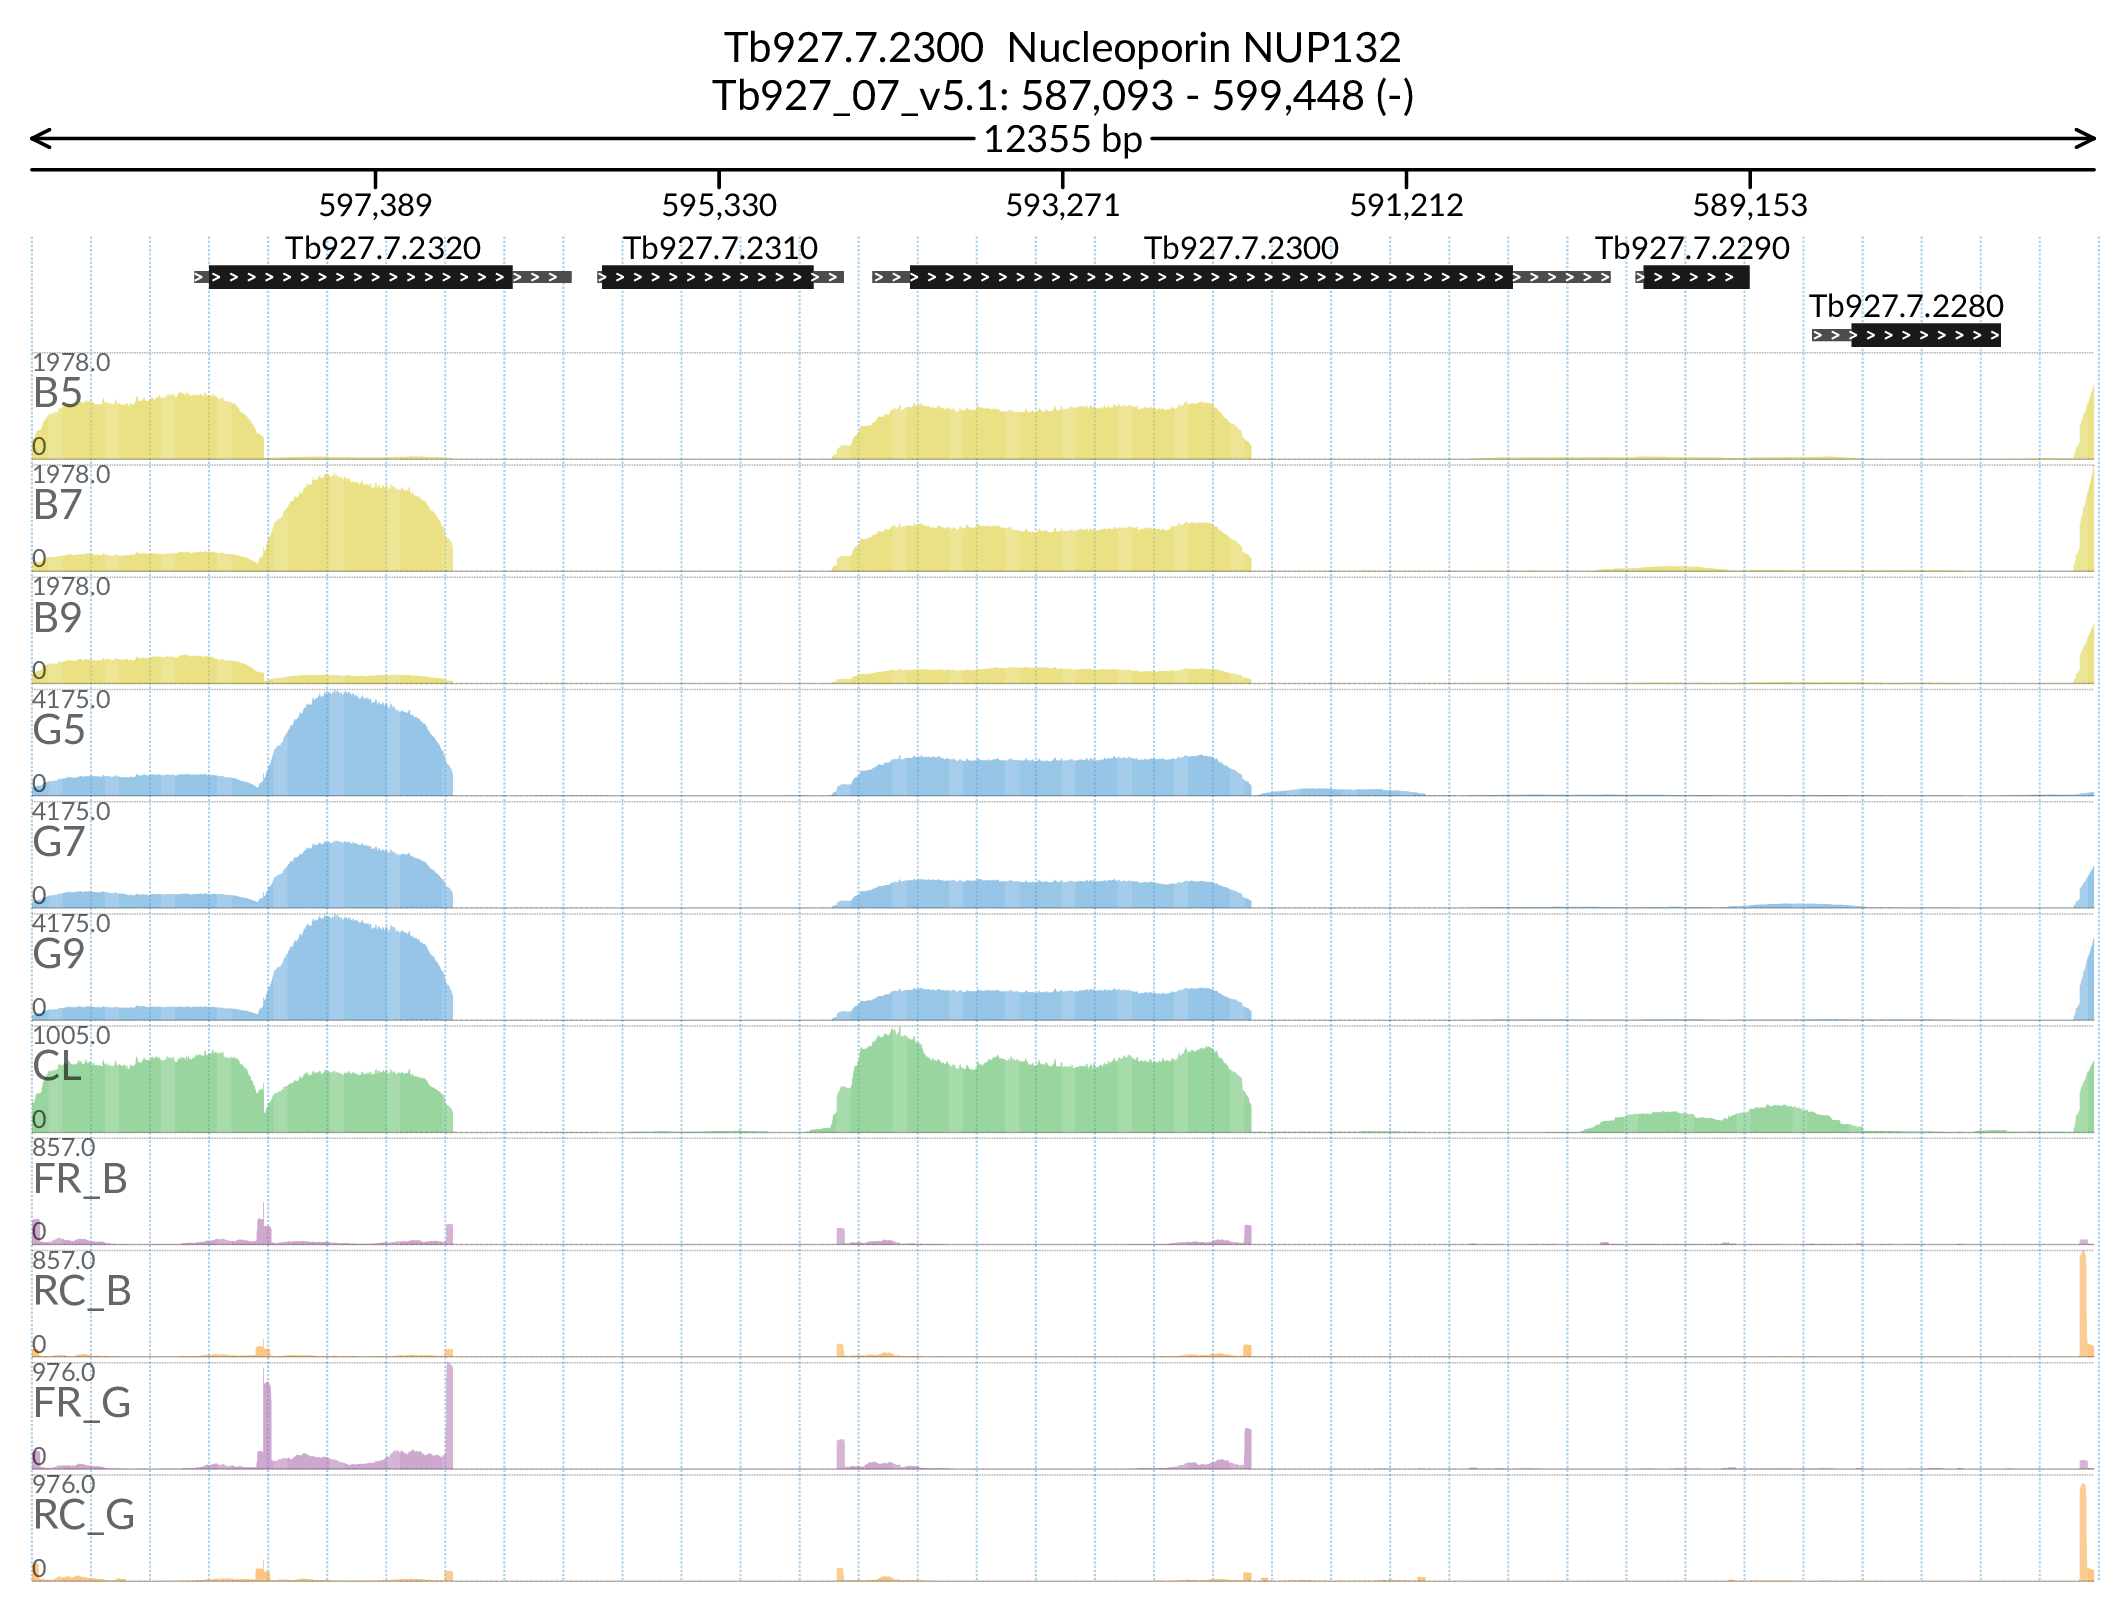 Tb927.7.2300  Nucleoporin NUP132
Tb927_07_v5.1: 587,093 - 599,448 (-)
12355 bp
597,389 595,330 593,271 591,212 589,153
Tb927.7.2320 Tb927.7.2310 Tb927.7.2300 Tb927.7.2290
Tb927.7.2280
1978.0
B5
0
1978.0
B7
0
1978.0
B9
0
4175.0
G5
0
4175.0
G7
0
4175.0
G9
0
1005.0
CL
0
857.0
FR_B
0
857.0
RC_B
0
976.0
FR_G
0
976.0
RC_G
0